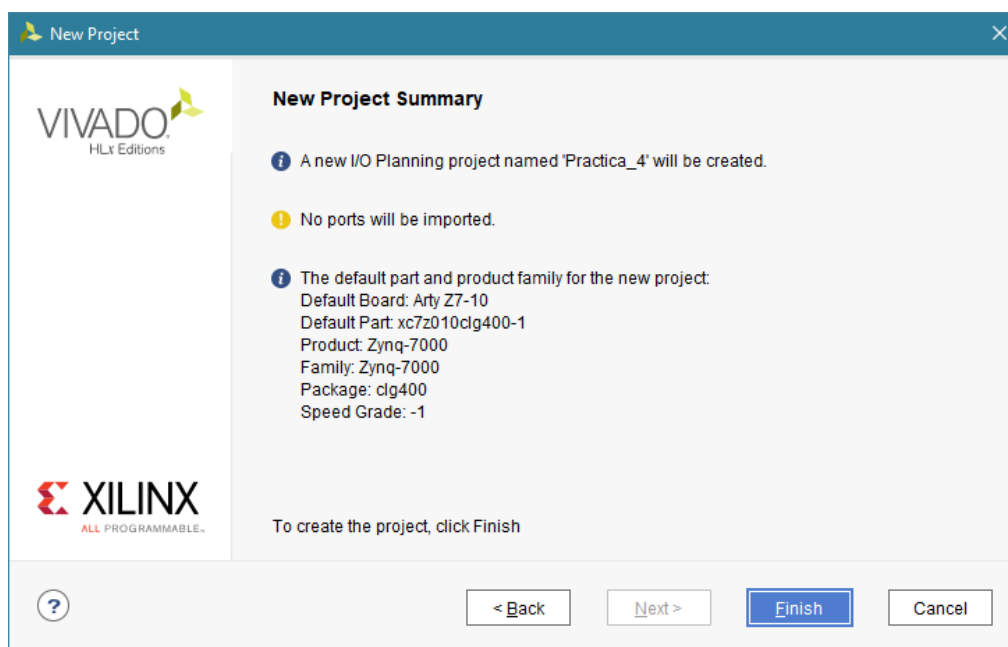 New Project
VIVADO.
HLx Editions
New Project Summary
A new I/O Planning project named 'Practica_4' will be created.
No ports will be imported.
The default part and product family for the new project:
Default Board: Arty Z7-10
Default Part: xc7z010clg400-1
Product: Zynq-7000
Family: Zynq-7000
Package: clg400
Speed Grade: -1
XILINX
ALL PROGRAMMABLE™
To create the project, click Finish
?
< Back
Next >
Finish
Cancel